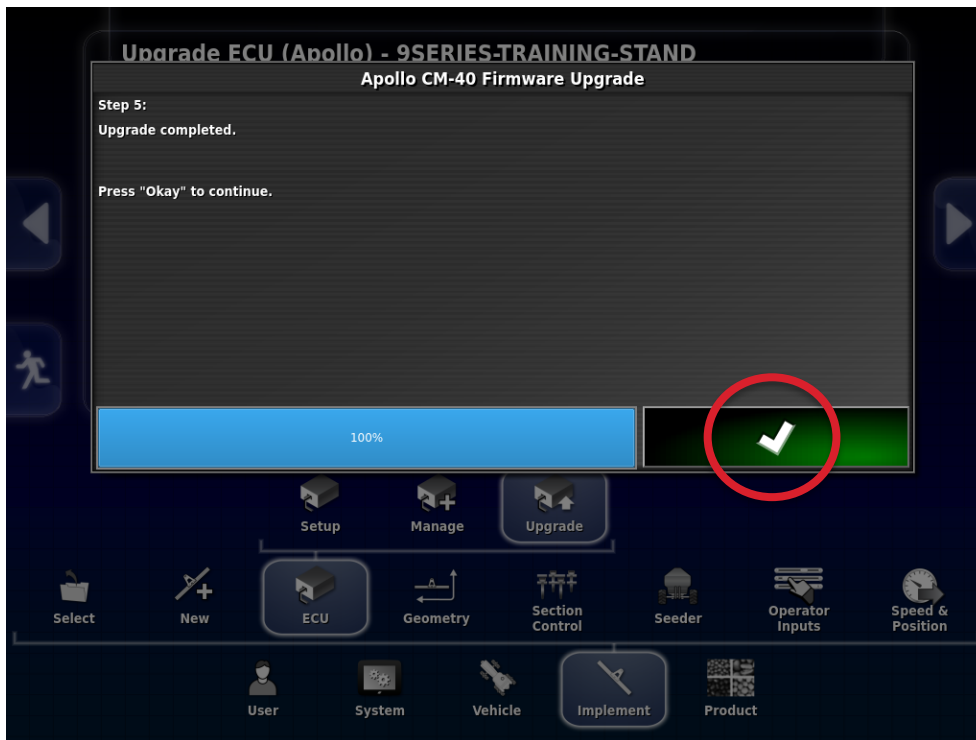 Upgrade ECU (Apollo) - 9SERIES-TRAINING-STAND
Apollo CM-40 Firmware Upgrade
Step 5:
Upgrade completed.
Press "Okay" to continue.
100%
Setup
Manage
Upgrade
Select
New
ECU
Geometry
Section
Control
Seeder
Operator
Inputs
Speed &
Position
User
System
Vehicle
Implement
Product